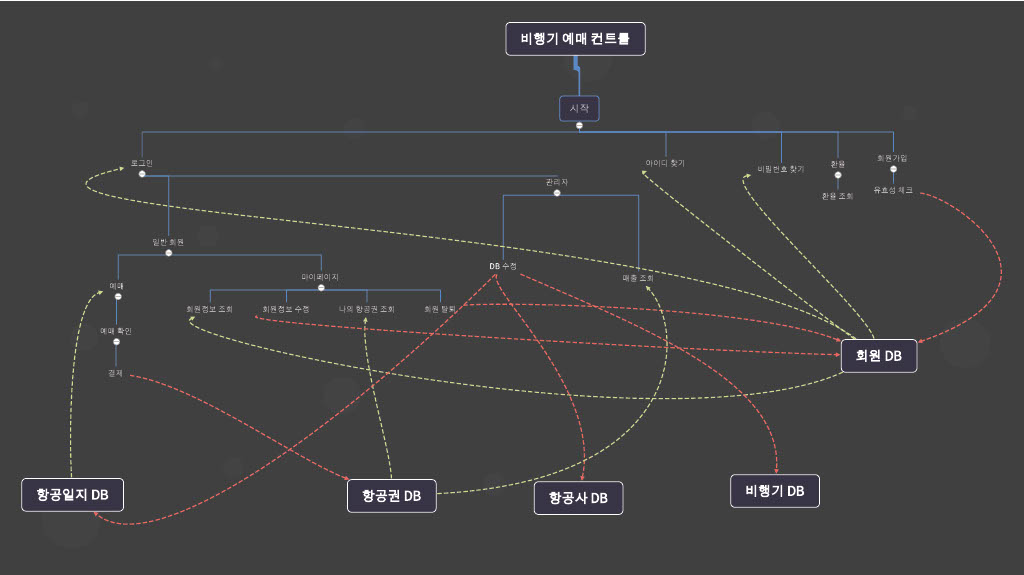 비행기 예매 컨트롤
시작
로그인
아이디 찾기
비밀번호 찾기
환율
회원가입
관리자
환율 조회
유효성 체크
일반 회원
DB 수정
매출 조회
예매
마이페이지
회원정보 조회
회원정보 수정
나의 항공권 조회
회원 탈퇴
예매 확인
결제
회원 DB
항공일지 DB
항공권 DB
항공사 DB
비행기 DB